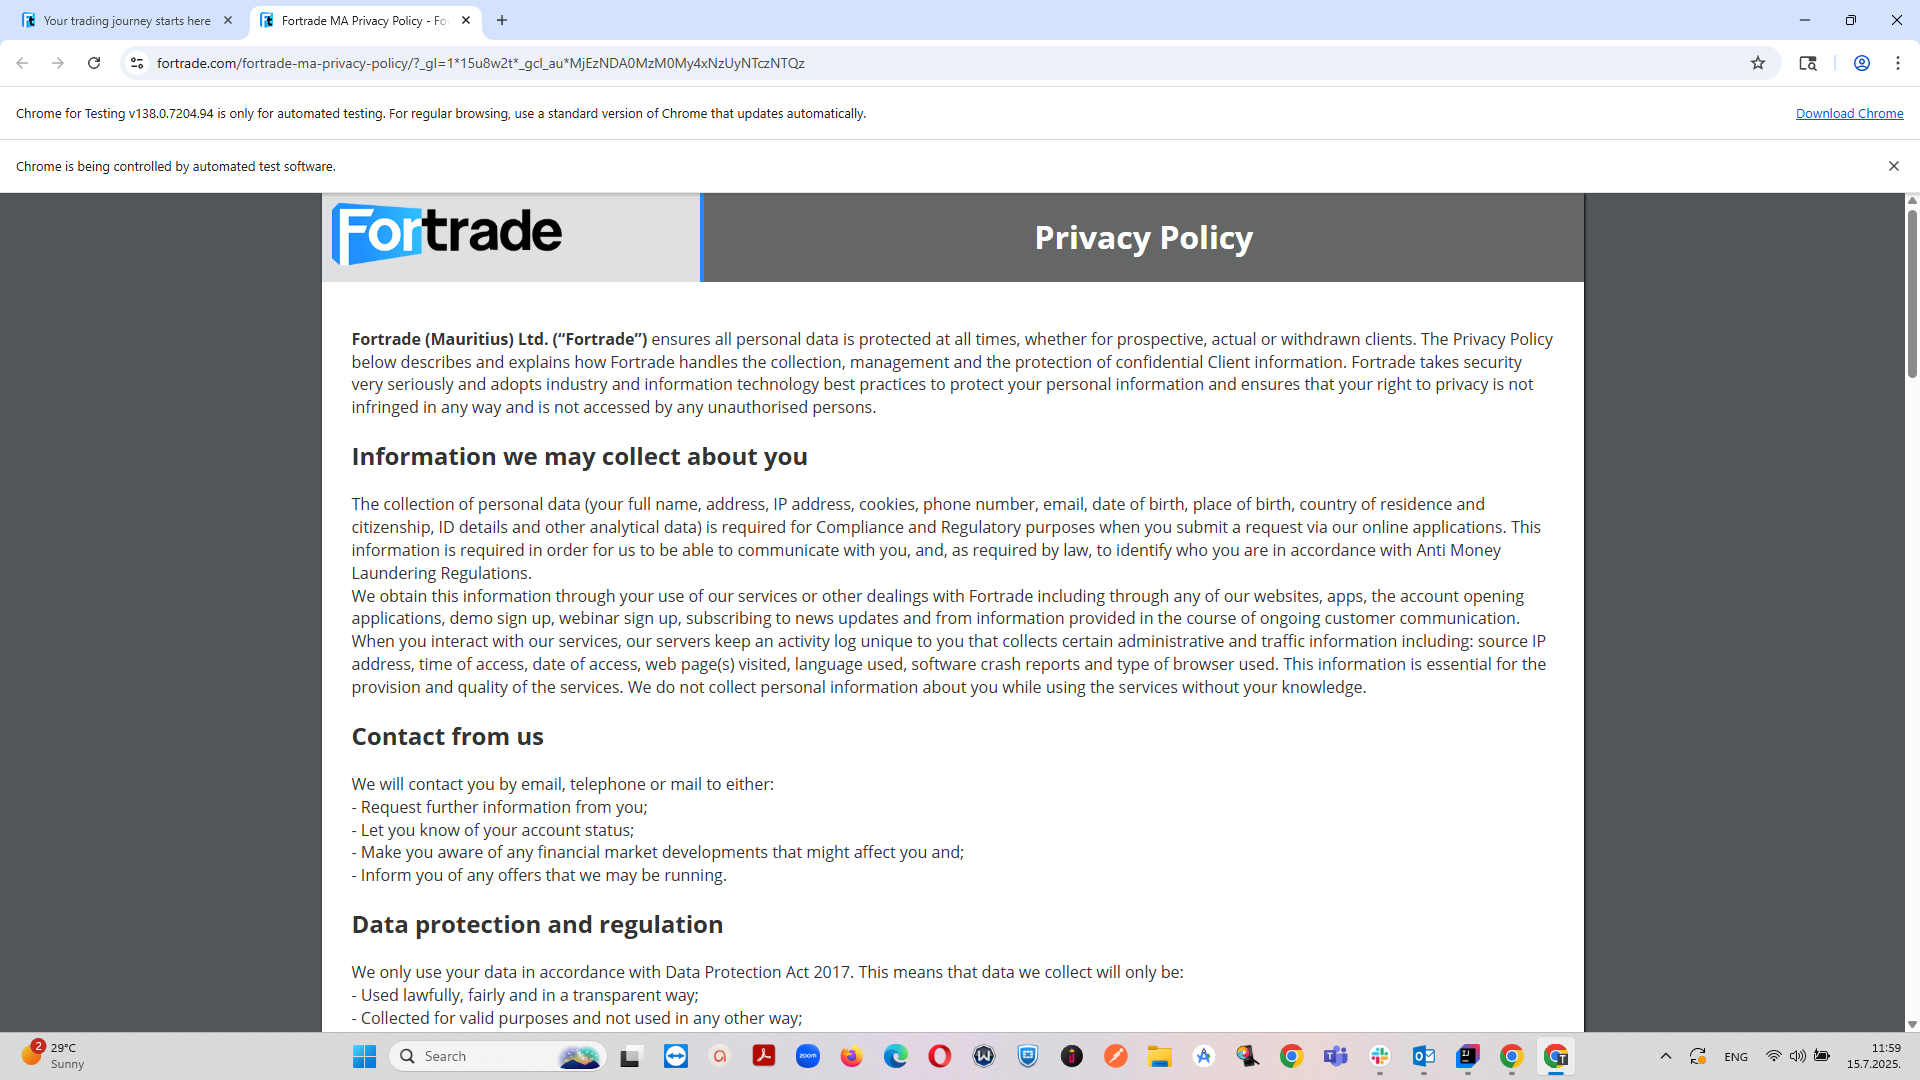 Your trading journey starts here
Fortrade MA Privacy Policy - Fo
fortrade.com/fortrade-ma-privacy-policy/?_gl=1*15u8w2t*_gcl_au*MjEzNDA0MzM0My4xNzUyNTczNTQz
Chrome for Testing v138.0.7204.94 is only for automated testing. For regular browsing, use a standard version of Chrome that updates automatically.
Download Chrome
Chrome is being controlled by automated test software.
Fortrade
Privacy Policy
Fortrade (Mauritius) Ltd. (“Fortrade”) ensures all personal data is protected at all times, whether for prospective, actual or withdrawn clients. The Privacy Policy
below describes and explains how Fortrade handles the collection, management and the protection of confidential Client information. Fortrade takes security
very seriously and adopts industry and information technology best practices to protect your personal information and ensures that your right to privacy is not
infringed in any way and is not accessed by any unauthorised persons.
Information we may collect about you
The collection of personal data (your full name, address, IP address, cookies, phone number, email, date of birth, place of birth, country of residence and
citizenship, ID details and other analytical data) is required for Compliance and Regulatory purposes when you submit a request via our online applications. This
information is required in order for us to be able to communicate with you, and, as required by law, to identify who you are in accordance with Anti Money
Laundering Regulations.
We obtain this information through your use of our services or other dealings with Fortrade including through any of our websites, apps, the account opening
applications, demo sign up, webinar sign up, subscribing to news updates and from information provided in the course of ongoing customer communication.
When you interact with our services, our servers keep an activity log unique to you that collects certain administrative and traffic information including: source IP
address, time of access, date of access, web page(s) visited, language used, software crash reports and type of browser used. This information is essential for the
provision and quality of the services. We do not collect personal information about you while using the services without your knowledge.
Contact from us
We will contact you by email, telephone or mail to either:
- Request further information from you;
- Let you know of your account status;
- Make you aware of any financial market developments that might affect you and;
- Inform you of any offers that we may be running.
Data protection and regulation
We only use your data in accordance with Data Protection Act 2017. This means that data we collect will only be:
- Used lawfully, fairly and in a transparent way;
- Collected for valid purposes and not used in any other way;
2
29°C
Sunny
Search
zoom
ENG
11:59
15.7.2025.